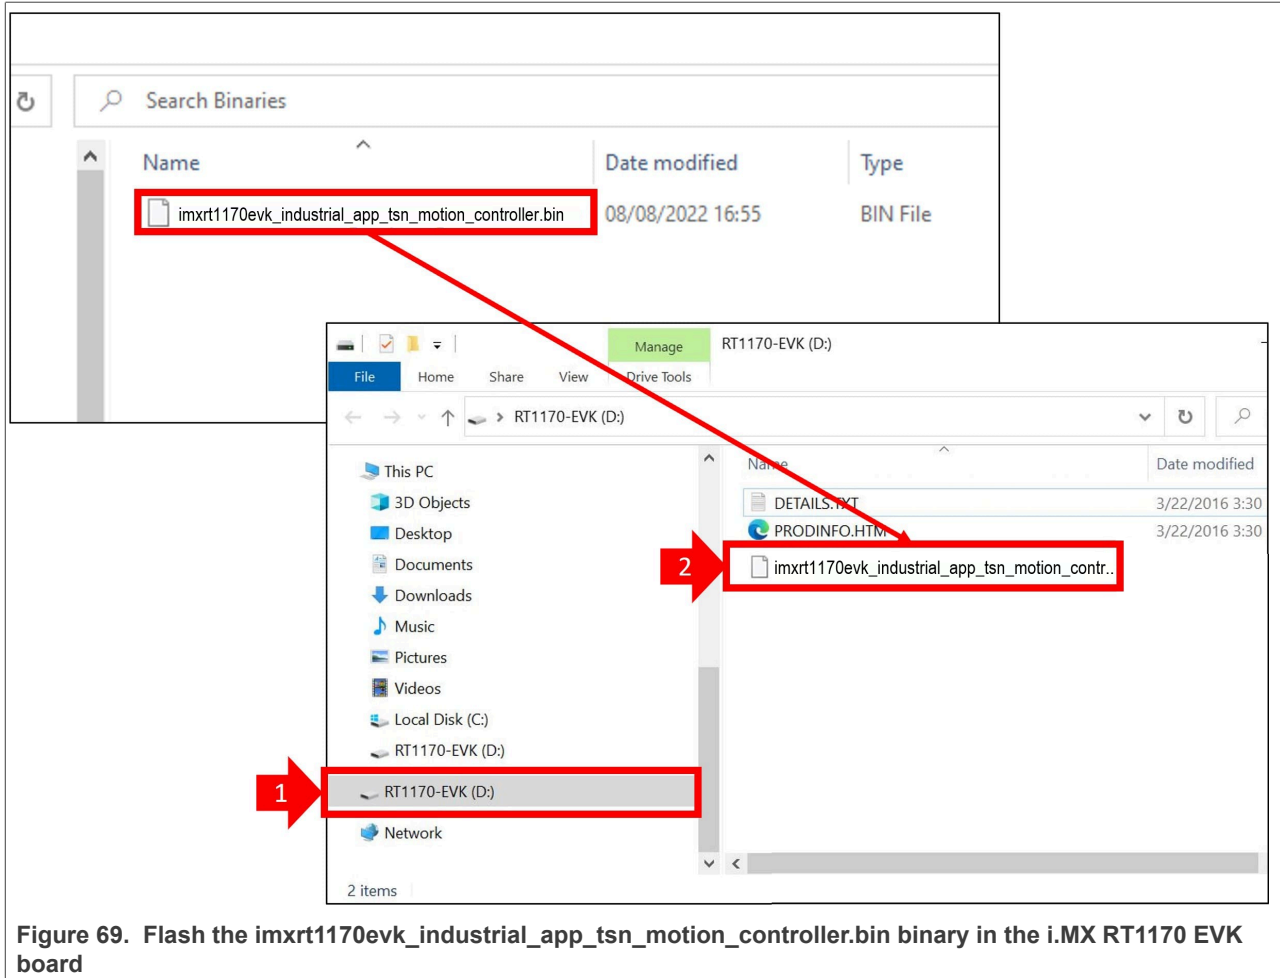 Search Binaries
Name Date modified Type
imxrt1170evk_industrial_app_tsn_motion_controller.bin 08/08/2022 16:55 BIN File
Manage RT1170-EVK (D:)
File Home Share View Drive Tools
RT1170-EVK (D:)
This PC
3D Objects
Desktop
Documents
Downloads
Music
Pictures
Videos
Local Disk (C:)
RT1170-EVK (D:)
1
RT1170-EVK (D:)
Network
Name Date modified
DETAILS.TXT 3/22/2016 3:30
PRODINFO.HTM 3/22/2016 3:30
2
imxrt1170evk_industrial_app_tsn_motion_contr..
2 items
Figure 69. Flash the imxrt1170evk_industrial_app_tsn_motion_controller.bin binary in the i.MX RT1170 EVK
board